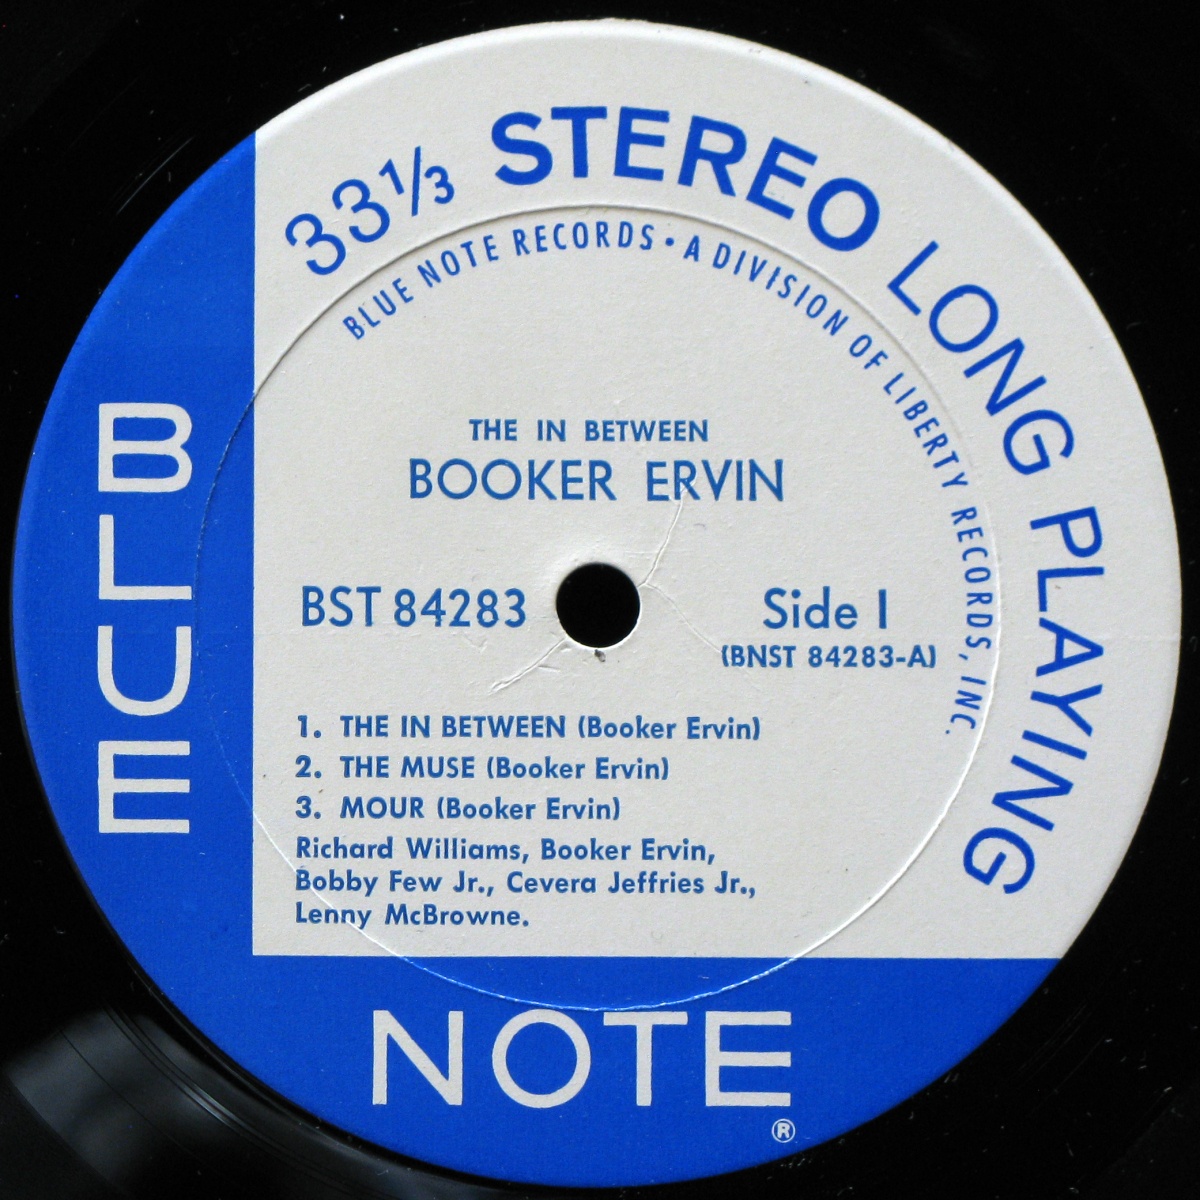 33⅓ STEREO LONG PLAYING
BLUE NOTE RECORDS • A DIVISION OF LIBERTY RECORDS, INC.
THE IN BETWEEN
BOOKER ERVIN
BST 84283
Side 1
(BNST 84283-A)
1. THE IN BETWEEN (Booker Ervin)
2. THE MUSE (Booker Ervin)
3. MOUR (Booker Ervin)
Richard Williams, Booker Ervin,
Bobby Few Jr., Cevera Jeffries Jr.,
Lenny McBrowne.
BLUE
NOTE
®